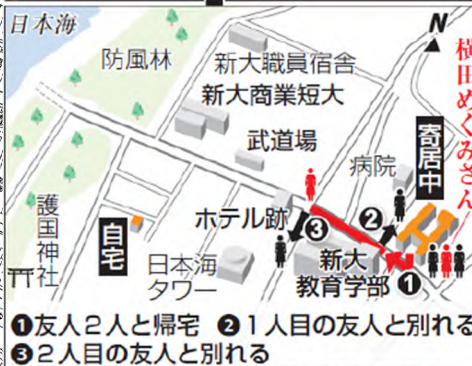 日本海
防風林
新大職員宿舎
新大商業短大
武道場
病院
寄居中
横田めぐみさん
N
護国神社
自宅
ホテル跡
日本海
タワー
新大
教育学部
❶
❷
❸
❶友人2人と帰宅 ❷1人目の友人と別れる
❸2人目の友人と別れる